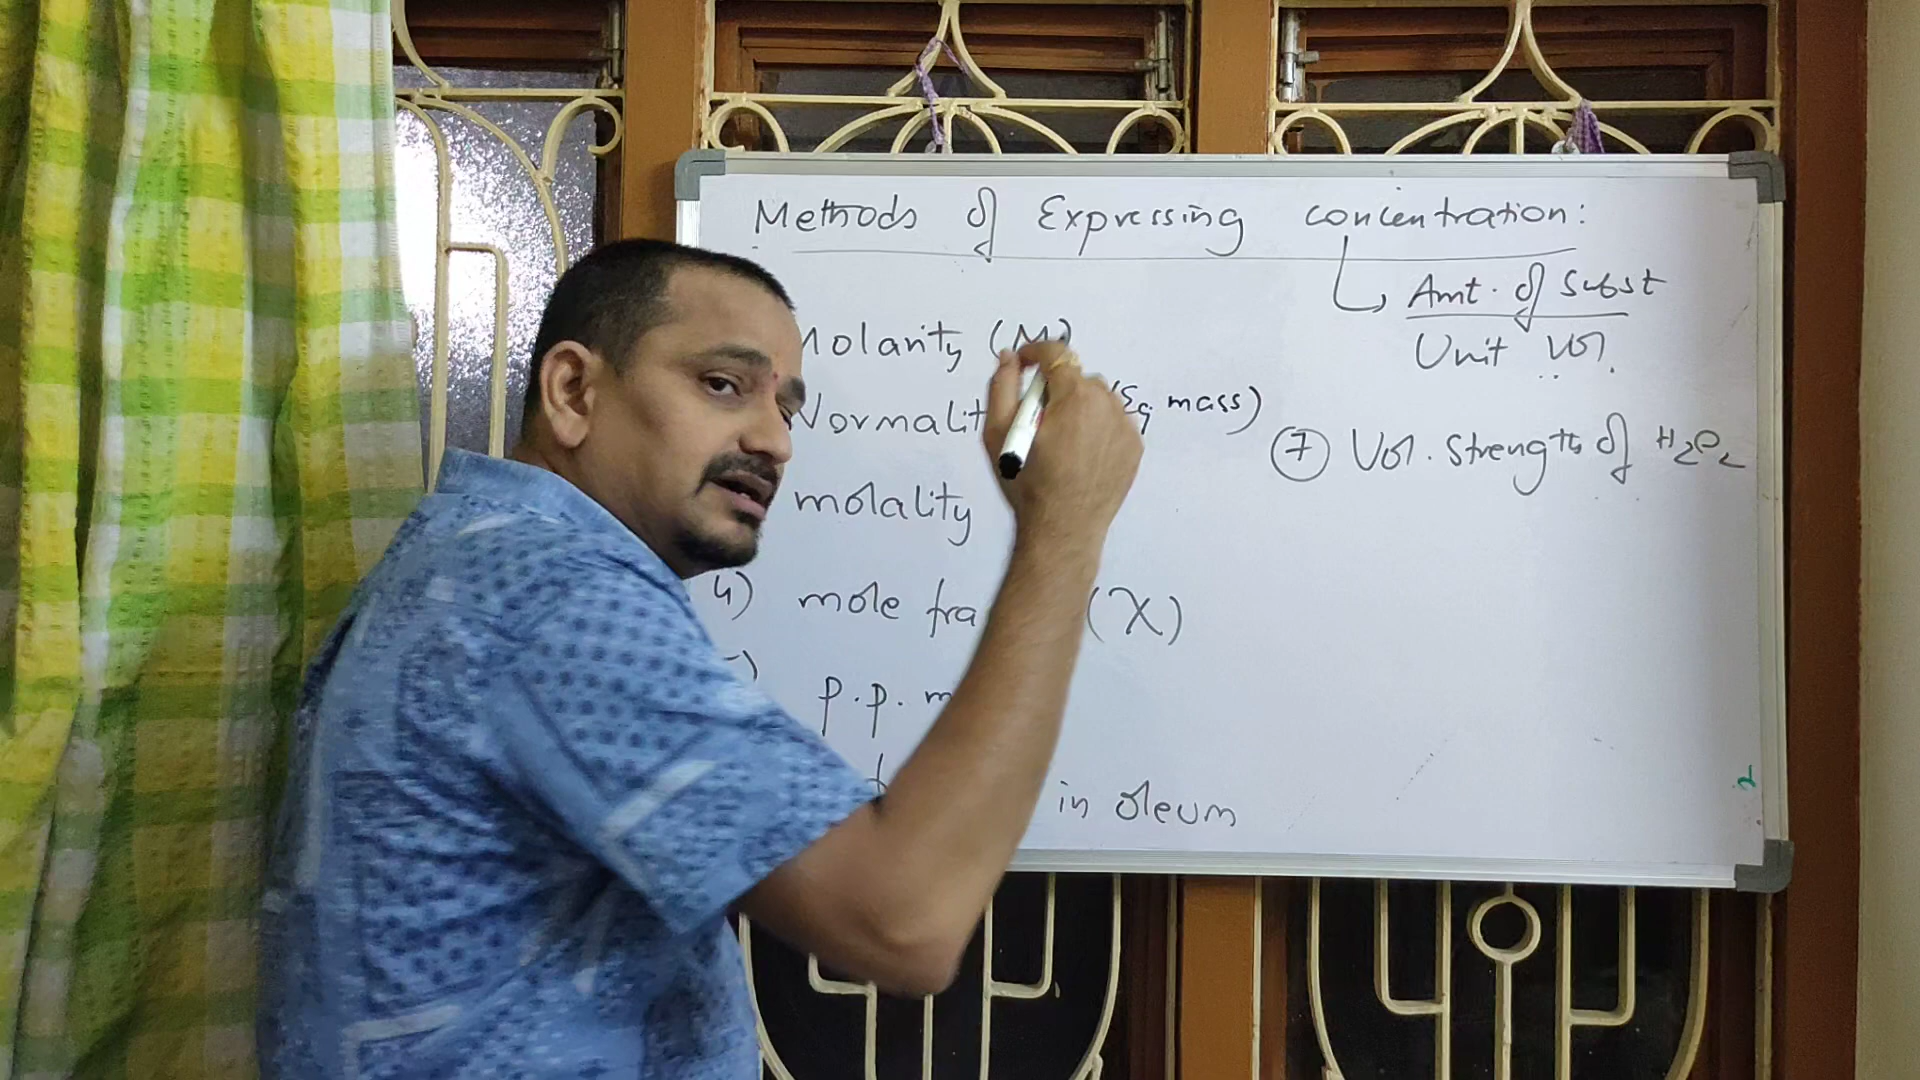 Methods of Expressing Concentration:
Amt. of Subst
Unit Vol.
Molarity (M)
Normalit (Eq mass)
⑦ Vol. Strength of H₂O₂
molality
4) mole fra (X)
p.p. m
in oleum